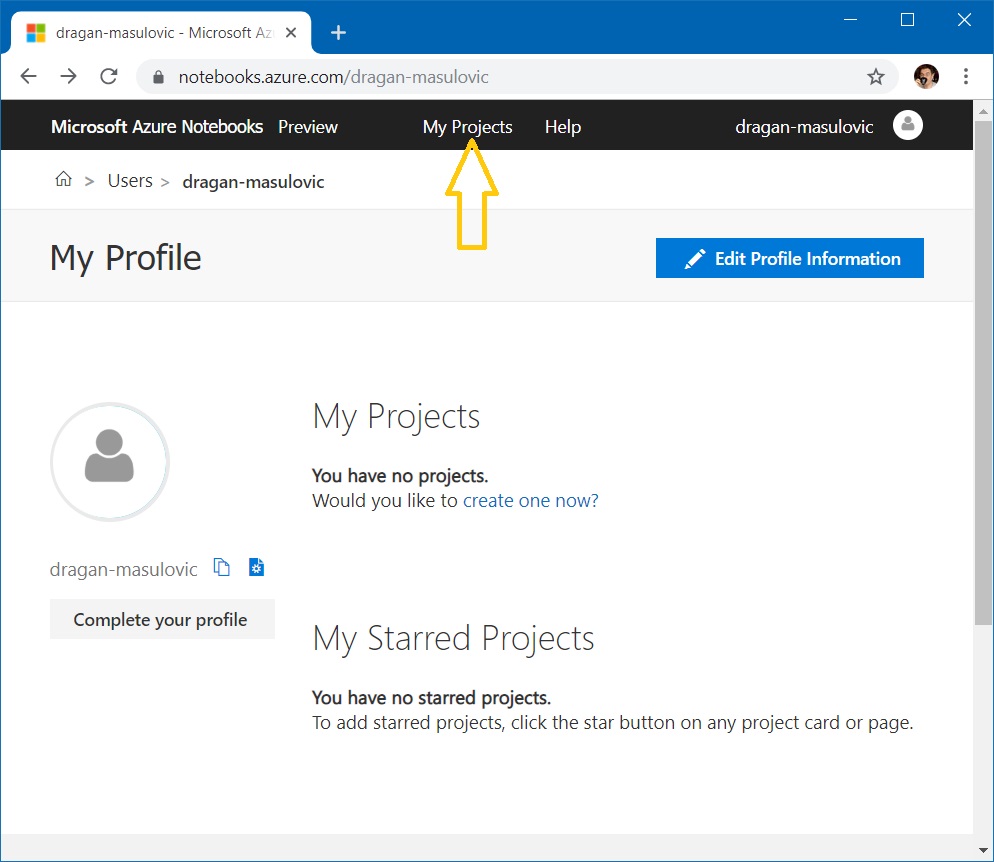 dragan-masulovic - Microsoft Az
notebooks.azure.com/dragan-masulovic
Microsoft Azure Notebooks Preview My Projects Help dragan-masulovic
> Users > dragan-masulovic
My Profile
Edit Profile Information
My Projects
You have no projects.
Would you like to create one now?
dragan-masulovic
Complete your profile
My Starred Projects
You have no starred projects.
To add starred projects, click the star button on any project card or page.